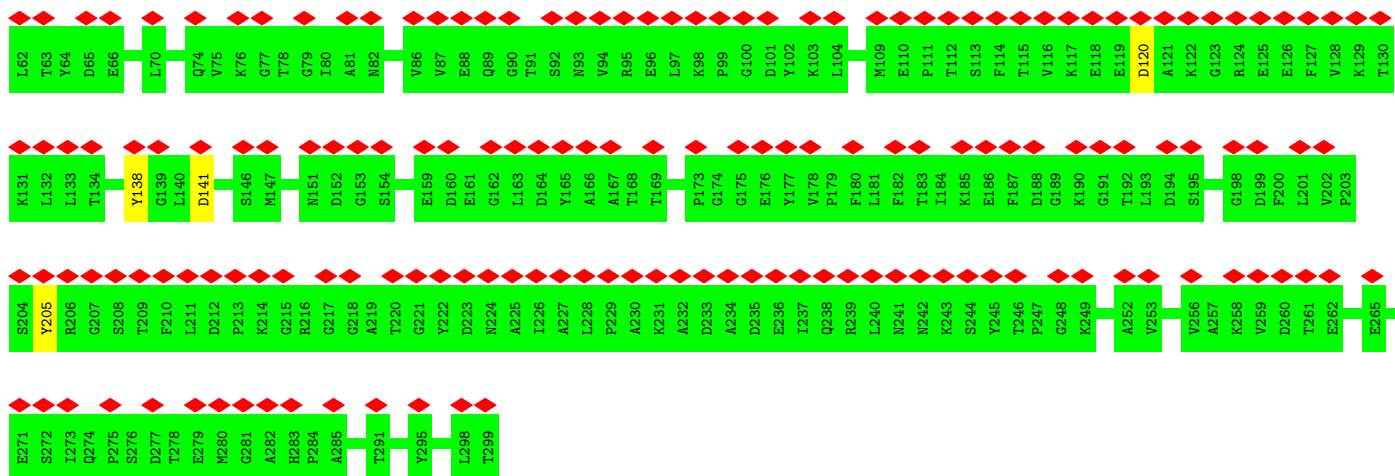 L62 T63 Y64 D65 E66 L70 Q74 V75 K76 G77 T78 G79 I80 A81 N82 V86 V87 E88 Q89 G90 T91 S92 N93 V94 R95 E96 L97 K98 P99 G100 D101 Y102 K103 L104 M109 E110 P111 T112 S113 F114 T115 V116 K117 E118 E119 D120 A121 K122 G123 R124 E125 E126 F127 V128 K129 T130
K131 L132 L133 T134 Y138 G139 L140 D141 S146 M147 N151 D152 G153 S154 E159 D160 E161 G162 L163 D164 Y165 A166 A167 T168 T169 P173 G174 G175 E176 Y177 V178 P179 F180 L181 F182 T183 I184 K185 E186 F187 D188 G189 K190 G191 T192 L193 D194 S195 G198 D199 F200 L201 V202 P203
S204 Y205 R206 G207 S208 T209 F210 L211 D212 P213 K214 G215 R216 G217 G218 A219 T220 G221 Y222 D223 N224 A225 I226 A227 L228 P229 A230 K231 A232 D233 A234 D235 E236 I237 Q238 R239 L240 N241 N242 K243 S244 Y245 T246 P247 G248 K249 A252 V253 V256 A257 K258 V259 D260 T261 E262 E265
E271 S272 I273 Q274 P275 S276 D277 T278 E279 M280 G281 A282 H283 P284 A285 T291 Y295 L298 T299